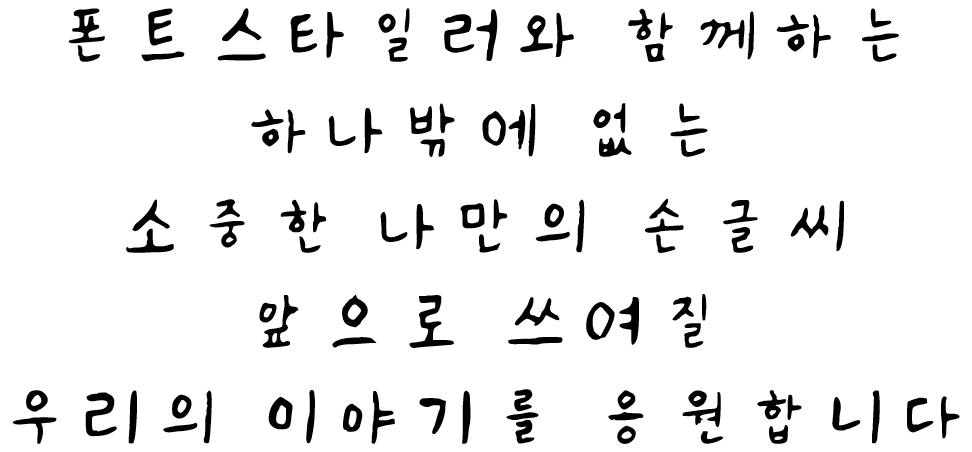 폰트스타일러와 함께하는
하나밖에 없는
소중한 나만의 손글씨
앞으로 쓰여질
우리의 이야기를 응원합니다